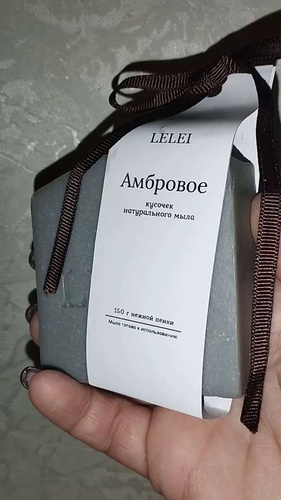 LELEI
Амбровое
кусочек
натурального мыла
150 г нежной пенки
Мыло готово к использованию